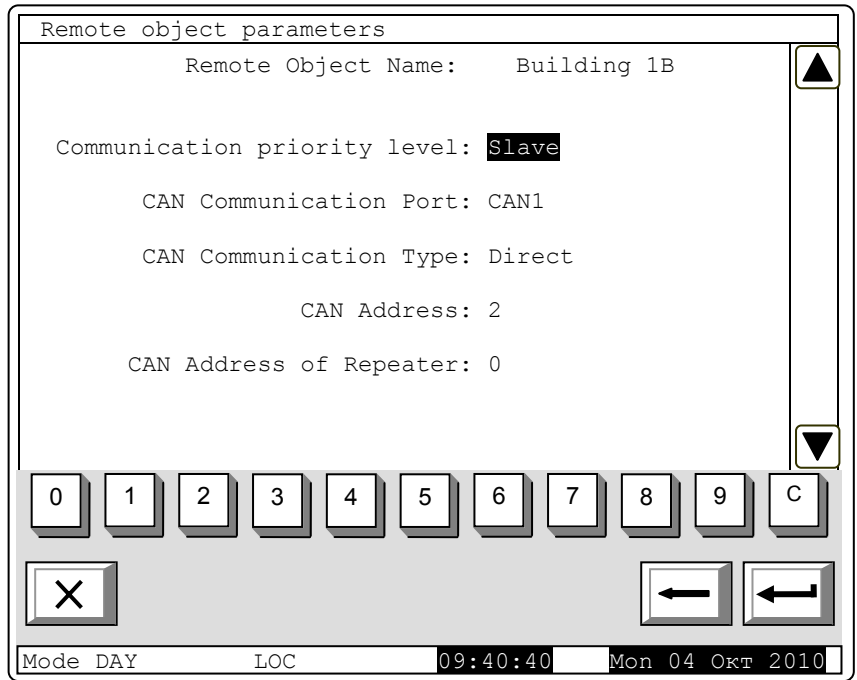 Remote object parameters
Remote Object Name: Building 1B
Communication priority level: Slave
CAN Communication Port: CAN1
CAN Communication Type: Direct
CAN Address: 2
CAN Address of Repeater: 0
0 1 2 3 4 5 6 7 8 9 C
Mode DAY LOC 09:40:40 Mon 04 Окт 2010